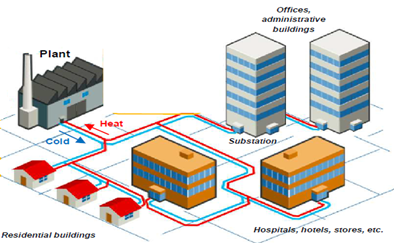 Offices,
administrative
buildings
Plant
Heat
Cold
Substation
Residential buildings
Hospitals, hotels, stores, etc.